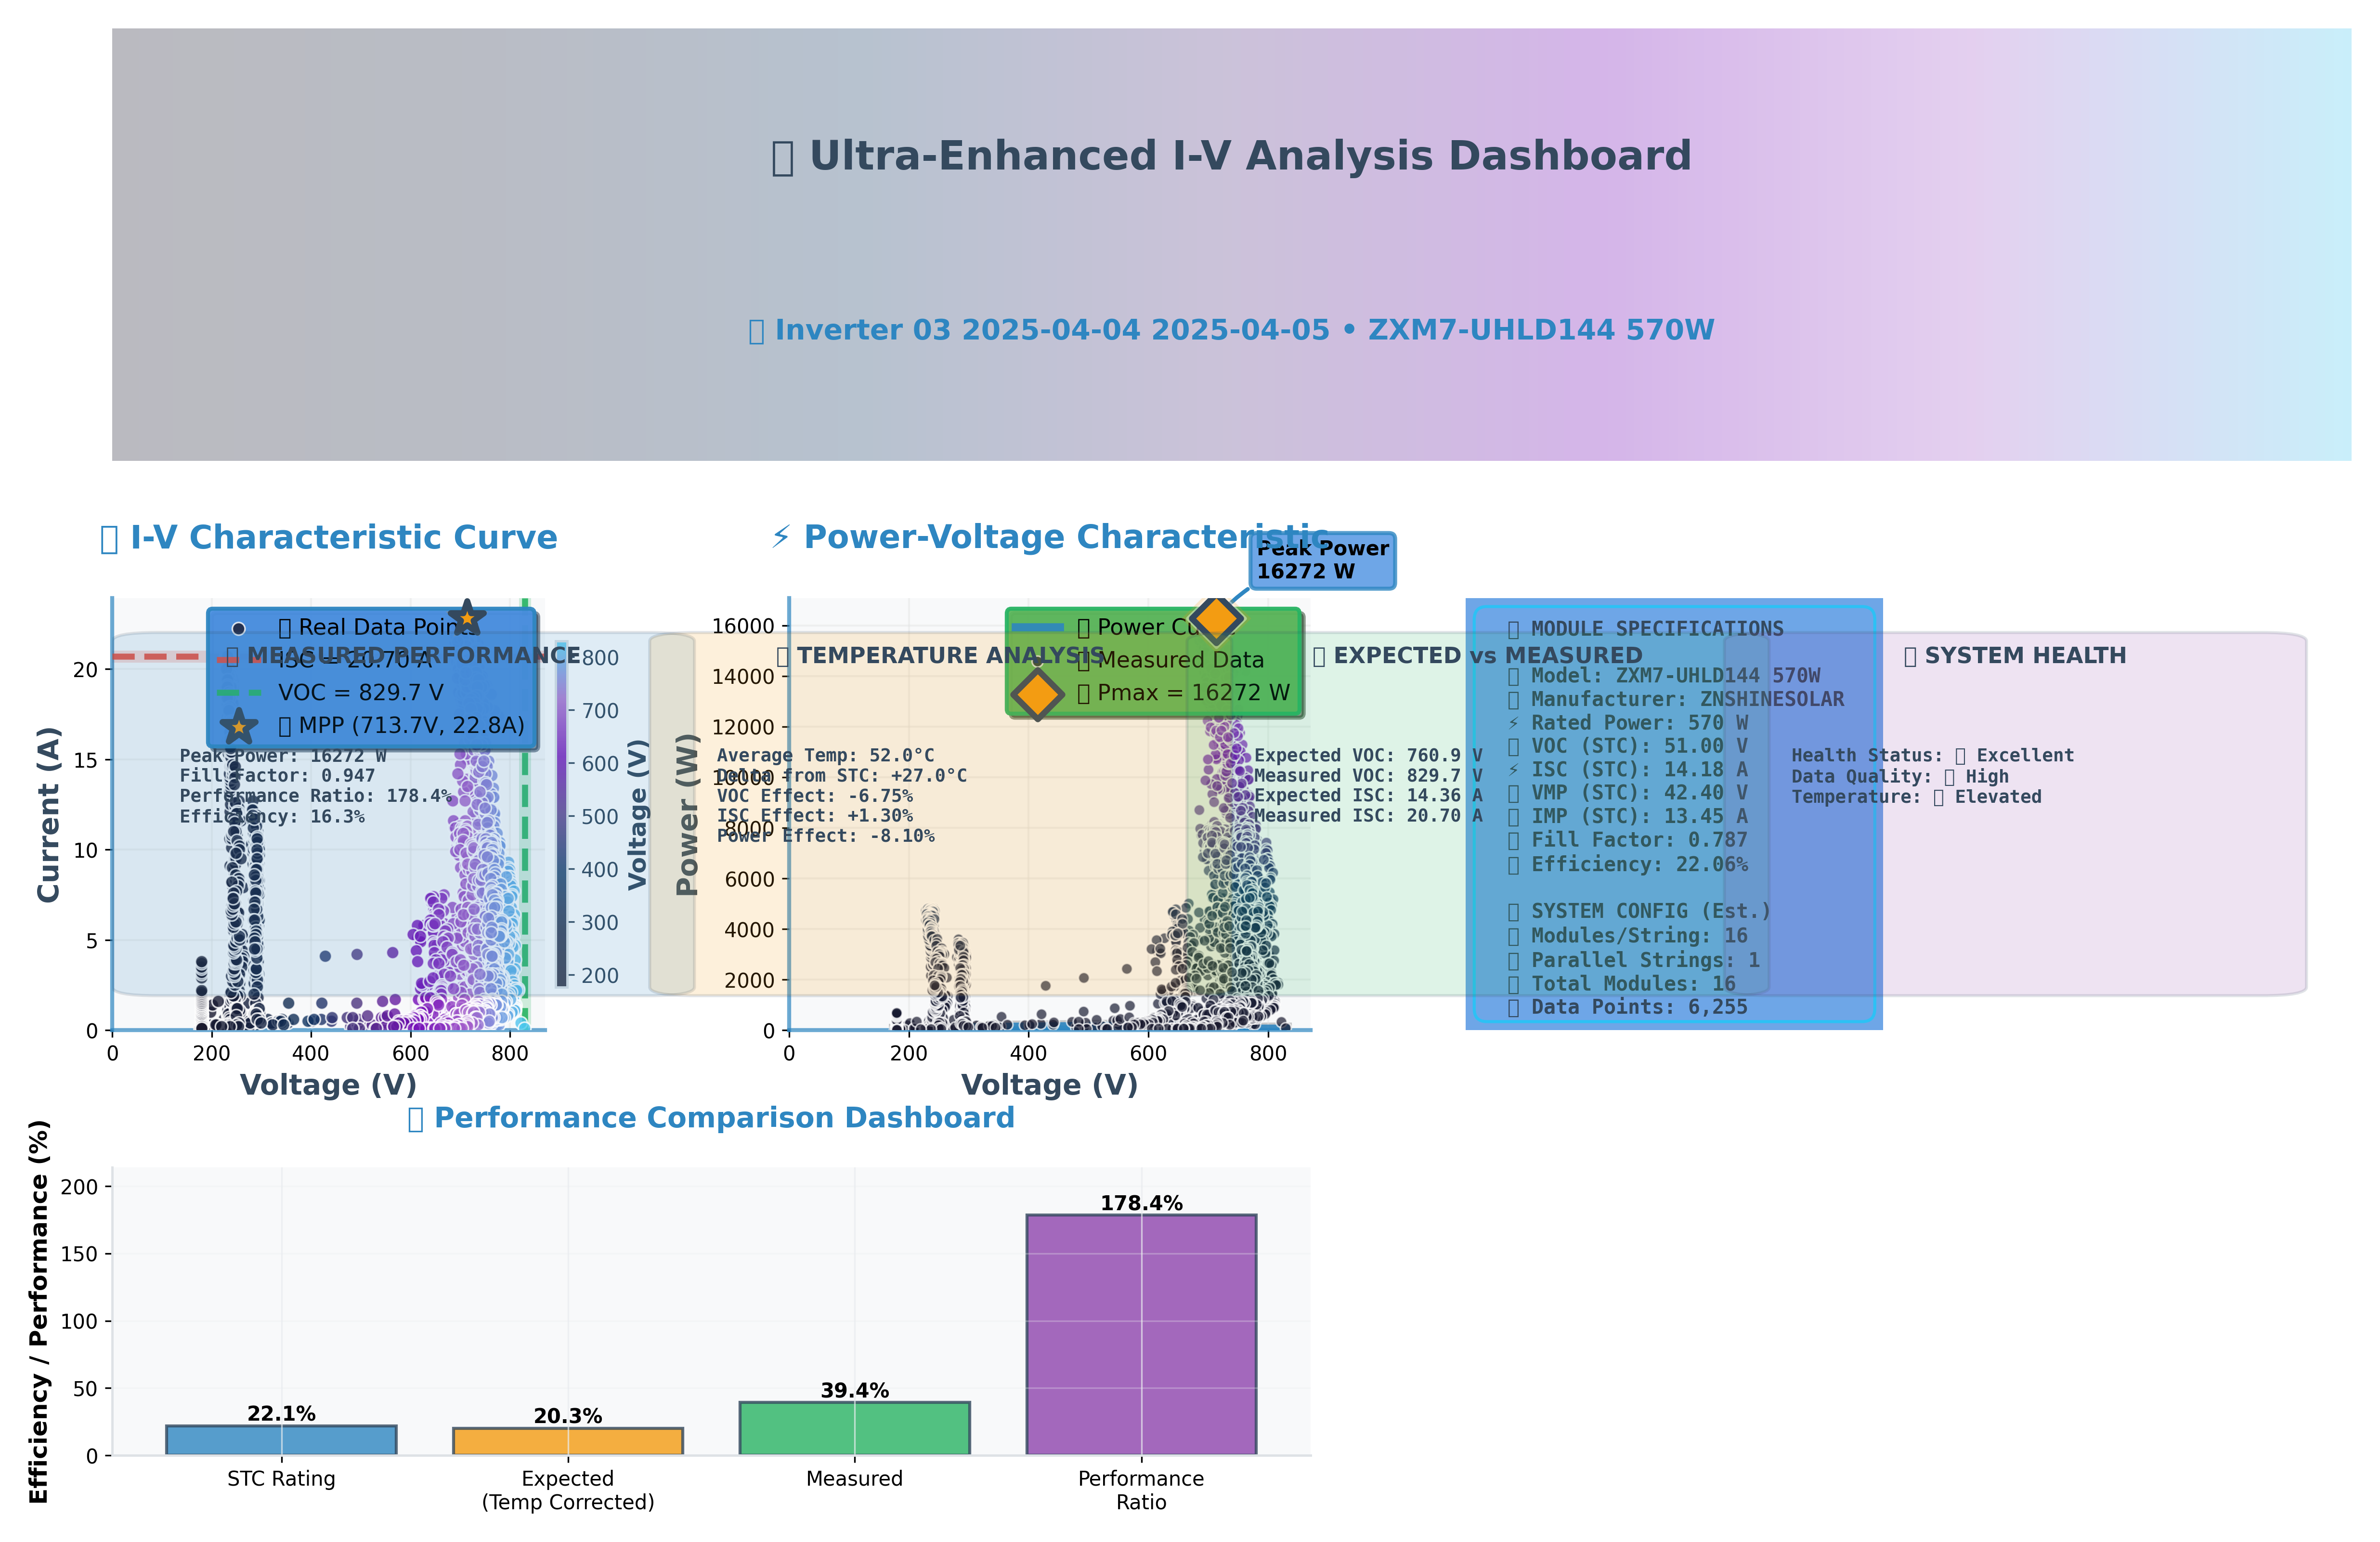 Ultra-Enhanced I-V Analysis Dashboard
Inverter 03 2025-04-04 2025-04-05 • ZXM7-UHLD144 570W
I-V Characteristic Curve
Real Data Points
ISC = 20.70 A
VOC = 829.7 V
MPP (713.7V, 22.8A)
MEASURED PERFORMANCE
Peak Power: 16272 W
Fill Factor: 0.947
Performance Ratio: 178.4%
Efficiency: 16.3%
Current (A)
20
15
10
5
0
0 200 400 600 800
Voltage (V)
800
700
600
500
400
300
200
Voltage (V)
⚡ Power-Voltage Characteristic
Peak Power
16272 W
Power Curve
Measured Data
Pmax = 16272 W
TEMPERATURE ANALYSIS
Average Temp: 52.0°C
Delta from STC: +27.0°C
VOC Effect: -6.75%
ISC Effect: +1.30%
Power Effect: -8.10%
Power (W)
16000
14000
12000
10000
8000
6000
4000
2000
0
0 200 400 600 800
Voltage (V)
EXPECTED vs MEASURED
Expected VOC: 760.9 V
Measured VOC: 829.7 V
Expected ISC: 14.36 A
Measured ISC: 20.70 A
MODULE SPECIFICATIONS
Model: ZXM7-UHLD144 570W
Manufacturer: ZNSHINESOLAR
⚡ Rated Power: 570 W
VOC (STC): 51.00 V
⚡ ISC (STC): 14.18 A
VMP (STC): 42.40 V
IMP (STC): 13.45 A
Fill Factor: 0.787
Efficiency: 22.06%
SYSTEM CONFIG (Est.)
Modules/String: 16
Parallel Strings: 1
Total Modules: 16
Data Points: 6,255
SYSTEM HEALTH
Health Status: Excellent
Data Quality: High
Temperature: Elevated
Performance Comparison Dashboard
Efficiency / Performance (%)
200
150
100
50
0
22.1%
20.3%
39.4%
178.4%
STC Rating
Expected
(Temp Corrected)
Measured
Performance
Ratio